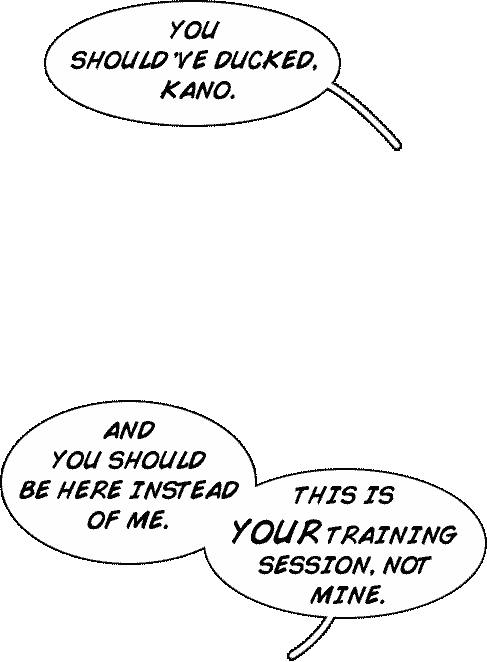 YOU
SHOULD'VE DUCKED,
KANO.
AND
YOU SHOULD
BE HERE INSTEAD
OF ME.
THIS IS
YOUR TRAINING
SESSION, NOT
MINE.